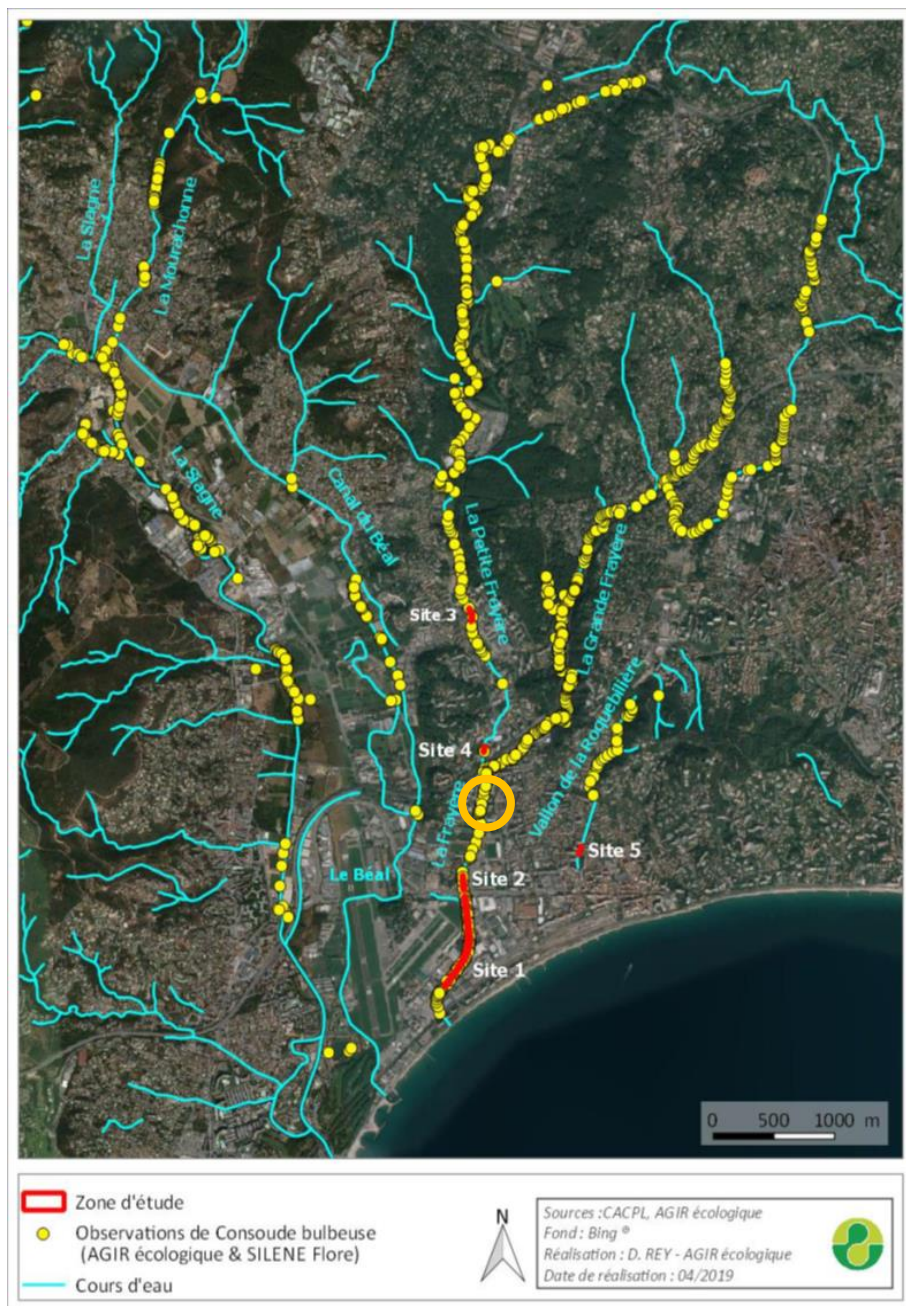 La Siagne
La Mourachonne
La Siagne
Canal du Béal
La Petite Frayère
La Grande Frayère
Site 3
Vallon de la Roquebillière
Site 4
La Frayère
Site 5
Le Béal
Site 2
Site 1
0 500 1000 m
Zone d'étude
Observations de Consoude bulbeuse
(AGIR écologique & SILENE Flore)
Cours d'eau
N
Sources :CACPL, AGIR écologique
Fond : Bing ®
Réalisation : D. REY - AGIR écologique
Date de réalisation : 04/2019